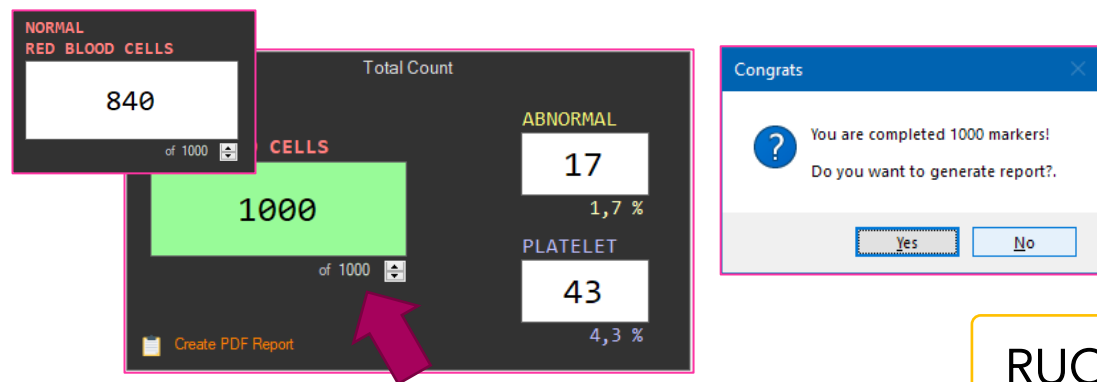 NORMAL
RED BLOOD CELLS
840
of 1000
Total Count
CELLS
1000
of 1000
ABNORMAL
17
1,7 %
PLATELET
43
4,3 %
Create PDF Report
Congrats
You are completed 1000 markers!
Do you want to generate report?.
Yes
No